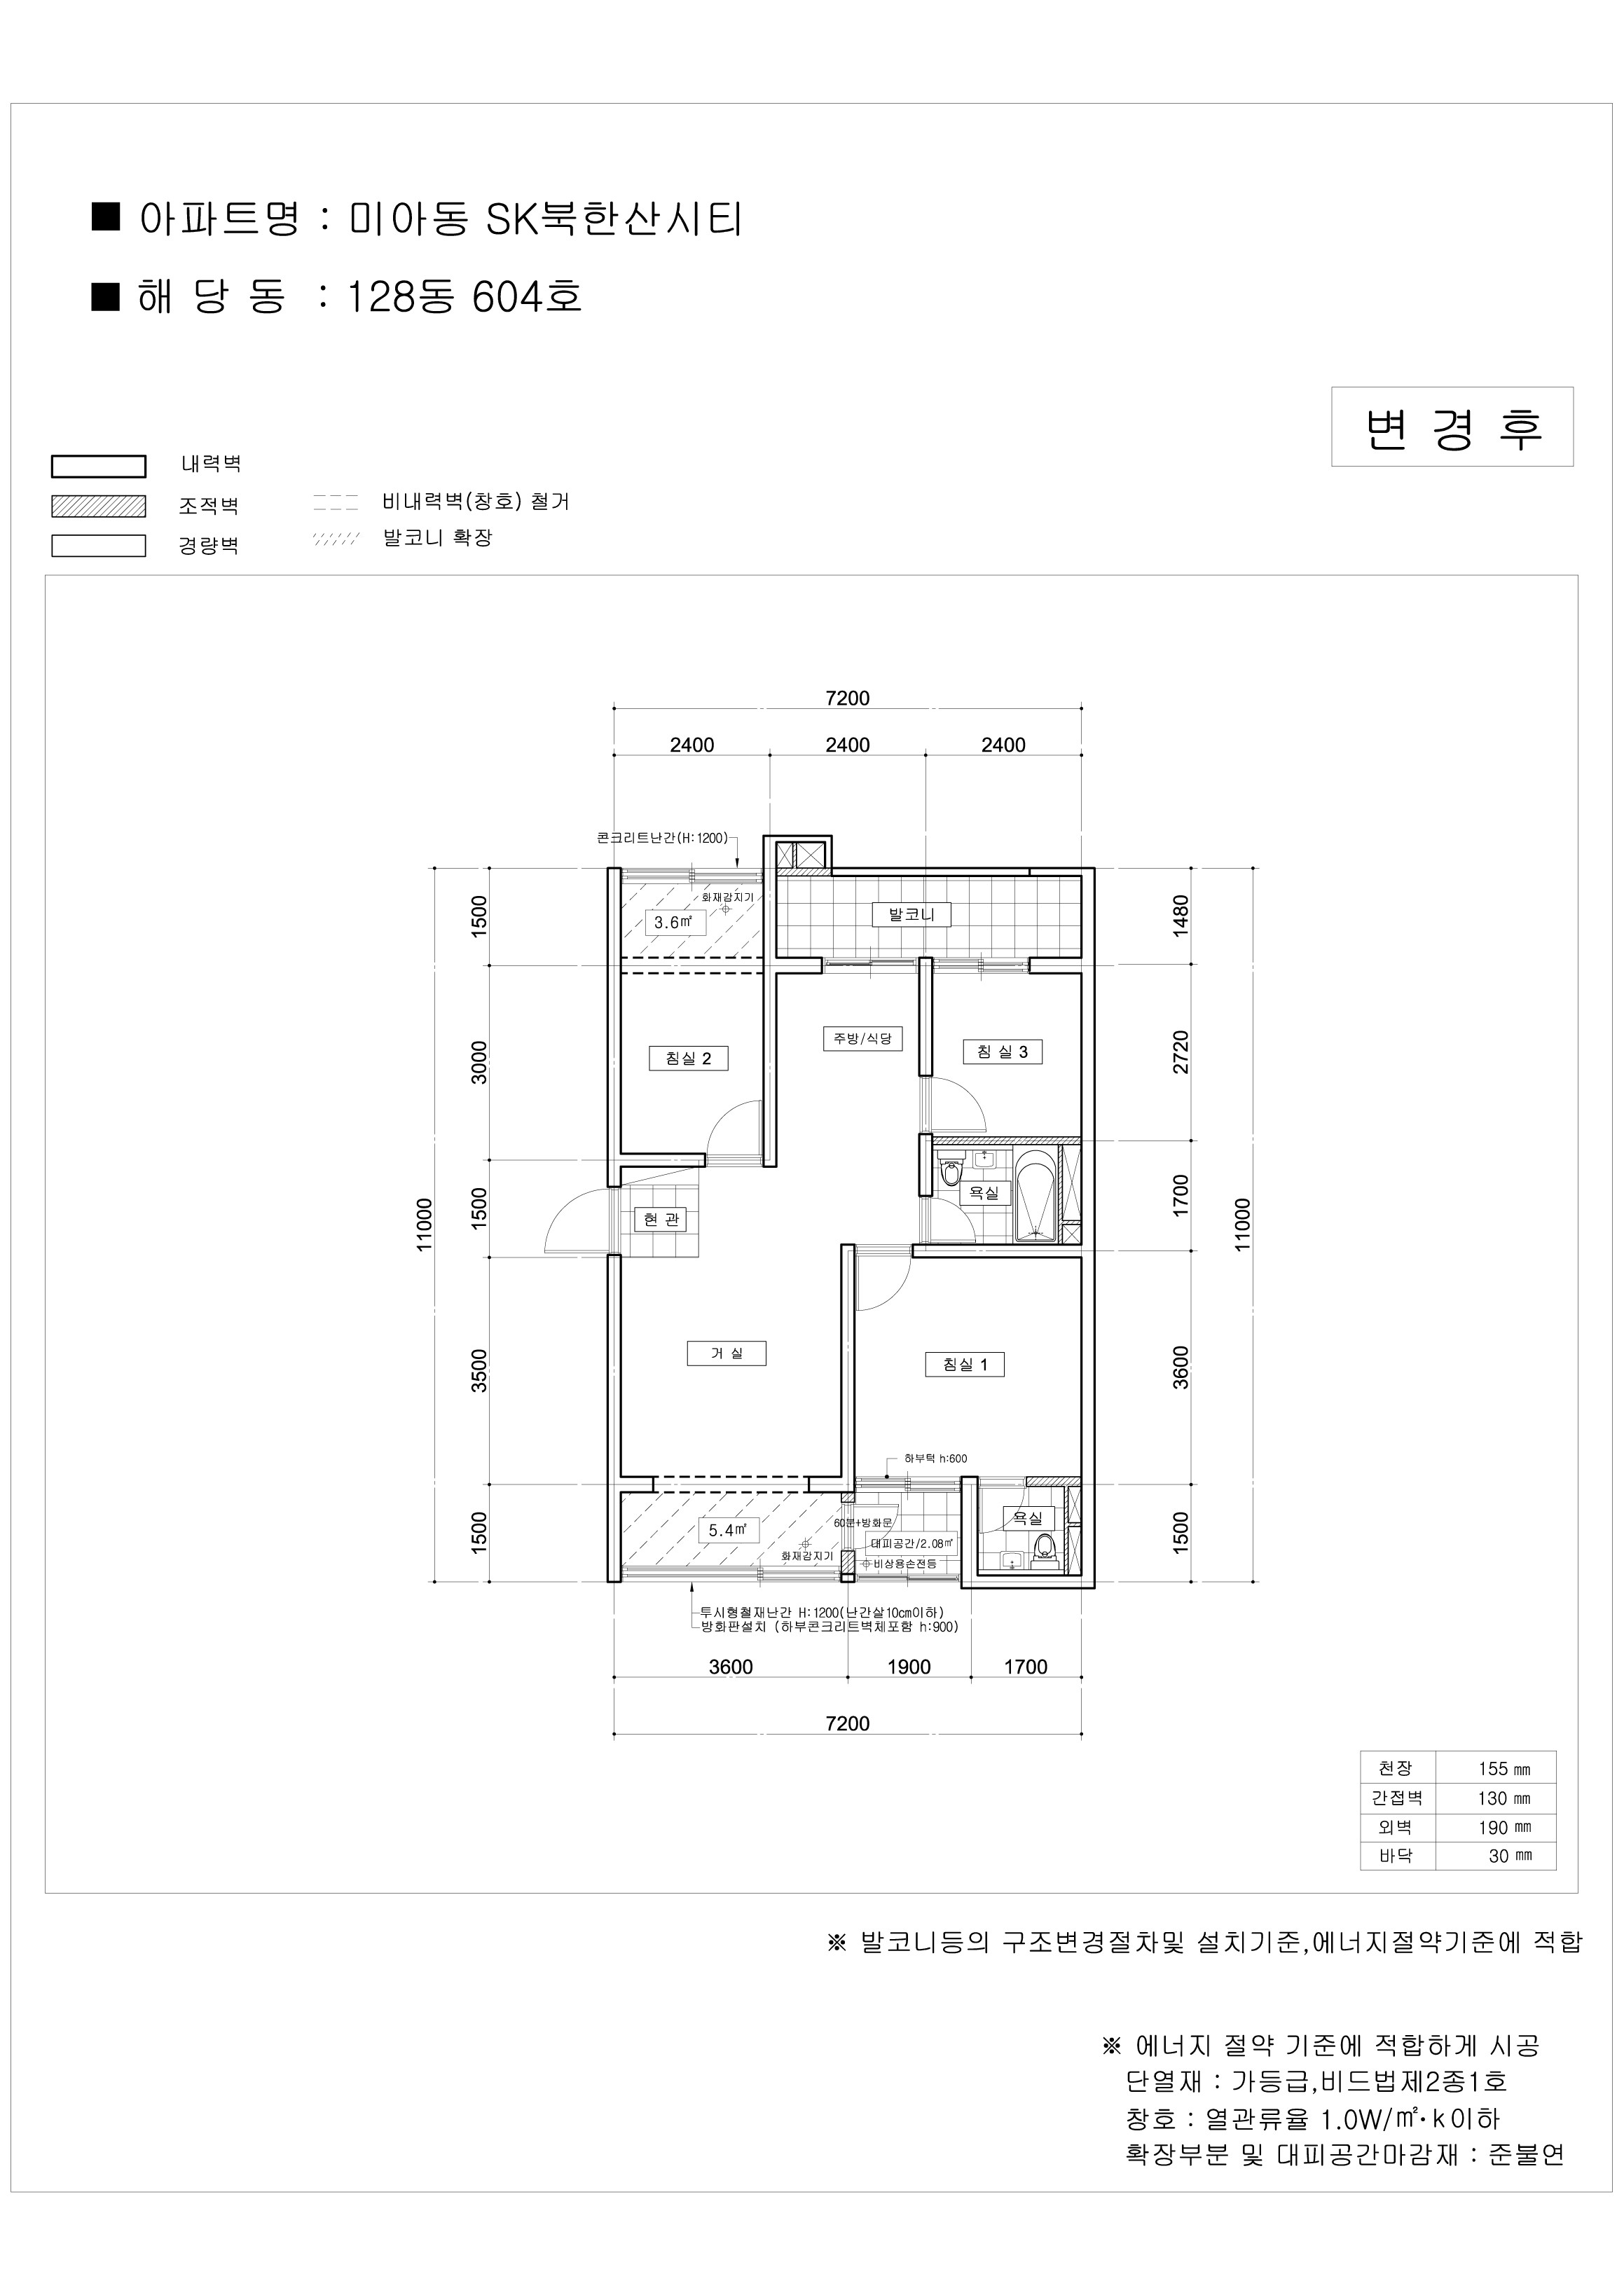 ■ 아파트명 : 미아동 SK북한산시티
■ 해 당 동 : 128동 604호
변 경 후
내력벽
조적벽
경량벽
비내력벽(창호) 철거
발코니 확장
7200
2400 2400 2400
콘크리트난간(H:1200)
화재감지기
3.6㎡
발코니
주방/식당
침실 2
침 실 3
욕실
현 관
거 실
침실 1
하부턱 h:600
5.4㎡
화재감지기
60분+방화문
대피공간/2.08㎡
비상용손전등
욕실
11000
1500
3000
1500
3500
1500
1480
2720
1700
3600
1500
11000
투시형철재난간 H:1200(난간살10cm이하)
방화판설치 (하부콘크리트벽체포함 h:900)
3600 1900 1700
7200
천장 155 ㎜
간접벽 130 ㎜
외벽 190 ㎜
바닥 30 ㎜
※ 발코니등의 구조변경절차및 설치기준,에너지절약기준에 적합
※ 에너지 절약 기준에 적합하게 시공
단열재 : 가등급,비드법제2종1호
창호 : 열관류율 1.0W/㎡·k이하
확장부분 및 대피공간마감재 : 준불연